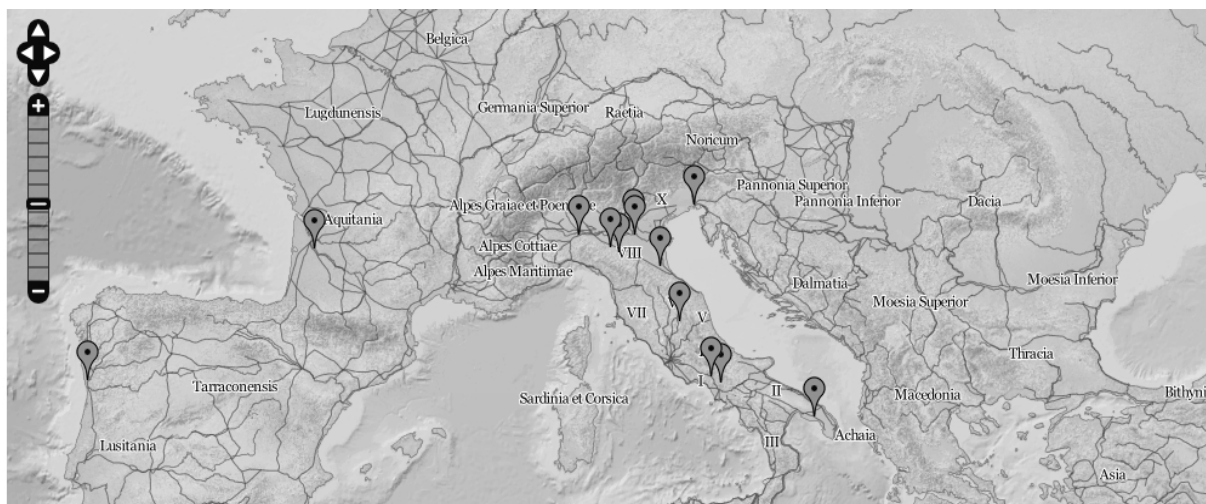 Belgica
Lugdunensis
Germania Superior
Raetia
Noricum
Pannonia Superior
Alpes Graiae et Poen
X
Pannonia Inferior
Dacia
Aquitania
Alpes Cottiae
VIII
Alpes Maritimae
Dalmatia
Moesia Inferior
Moesia Superior
VII
V
Thracia
Tarraconensis
I
II
Sardinia et Corsica
Macedonia
Bithyni
Lusitania
III
Achaia
Asia